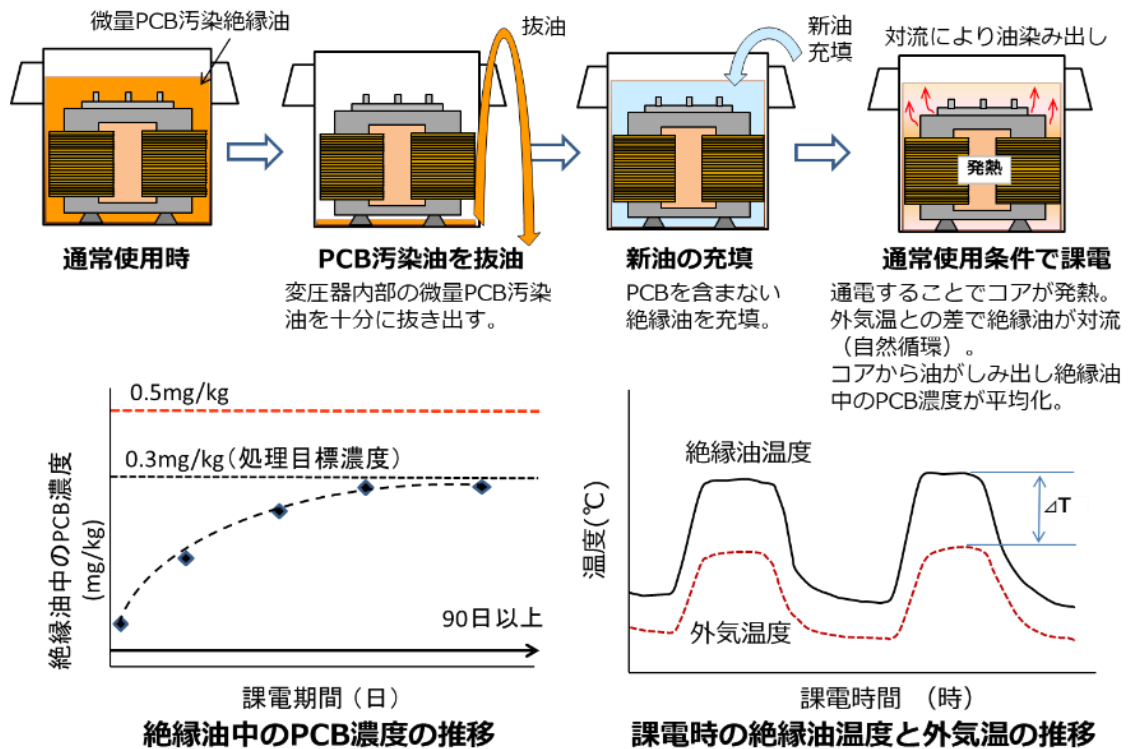 微量PCB汚染絶縁油
抜油
新油
充填
対流により油染み出し
発熱
通常使用時
PCB汚染油を抜油
新油の充填
通常使用条件で課電
変圧器内部の微量PCB汚染
油を十分に抜き出す。
PCBを含まない
絶縁油を充填。
通電することでコアが発熱。
外気温との差で絶縁油が対流
（自然循環）。
コアから油がしみ出し絶縁油
中のPCB濃度が平均化。
0.5mg/kg
0.3mg/kg（処理目標濃度）
絶縁油中のPCB濃度
(mg/kg)
90日以上
課電期間（日）
絶縁油中のPCB濃度の推移
絶縁油温度
⊿T
温度(℃)
外気温度
課電時間　（時）
課電時の絶縁油温度と外気温の推移